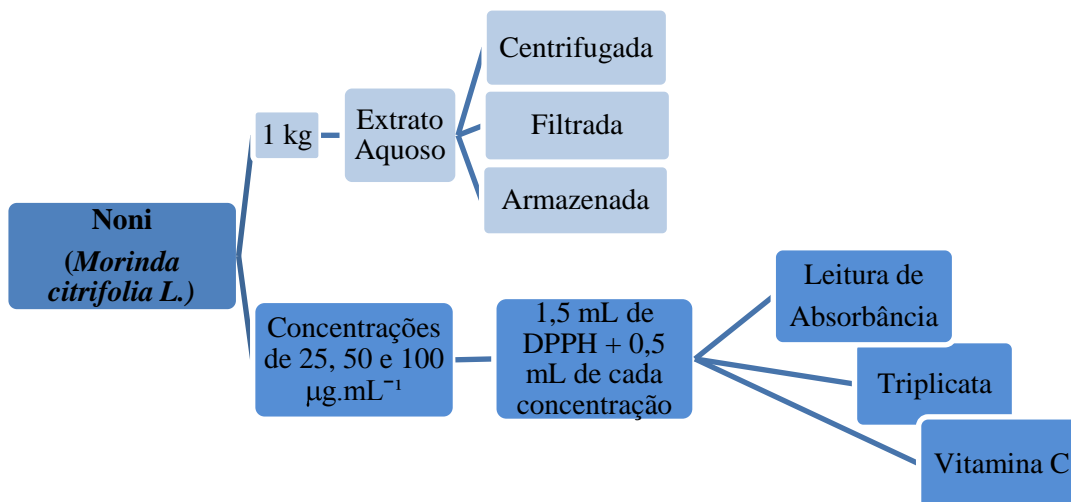 Noni
(Morinda
citrifolia L.)
1 kg
Extrato
Aquoso
Centrifugada
Filtrada
Armazenada
Concentrações
de 25, 50 e 100
µg.mL⁻¹
1,5 mL de
DPPH + 0,5
mL de cada
concentração
Leitura de
Absorbância
Triplicata
Vitamina C